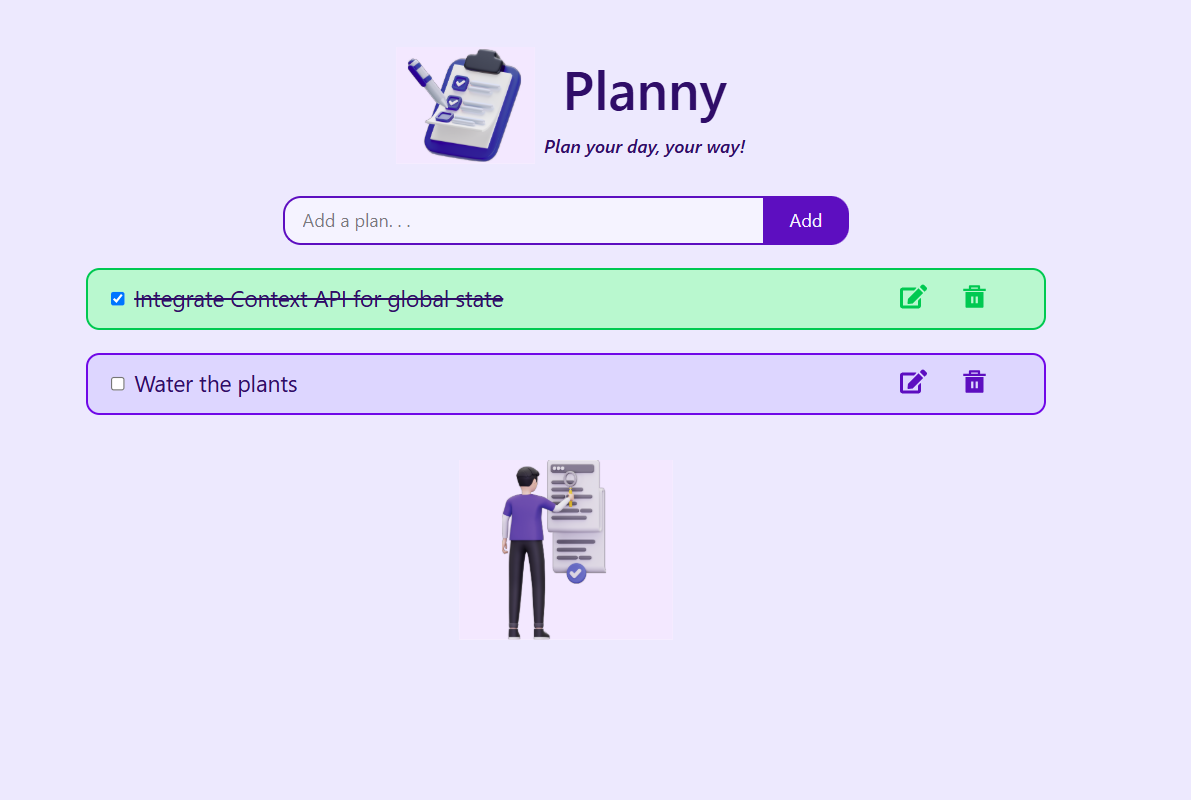 Planny
Plan your day, your way!
Add a plan. . .
Add
Integrate Context API for global state
Water the plants